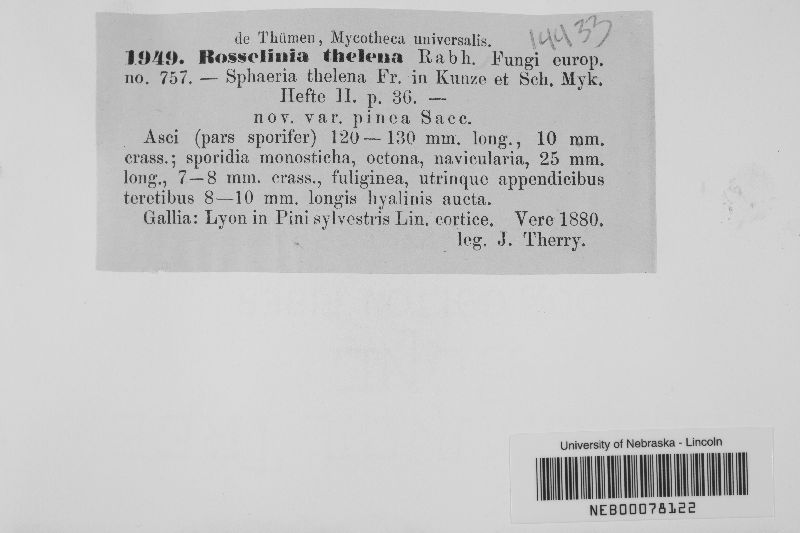 de Thümen, Mycotheca universalis.
14433
1949. Rosselinia thelena Rabh. Fungi europ.
no. 757. — Sphaeria thelena Fr. in Kunze et Sch. Myk.
Hefte II. p. 36. —
nov. var. pinea Sacc.
Asci (pars sporifer) 120—130 mm. long., 10 mm.
crass.; sporidia monosticha, octona, navicularia, 25 mm.
long., 7—8 mm. crass., fuliginea, utrinque appendicibus
teretibus 8—10 mm. longis hyalinis aucta.
Gallia: Lyon in Pini sylvestris Lin. cortice. Vere 1880.
leg. J. Therry.
University of Nebraska - Lincoln
NEB00078122